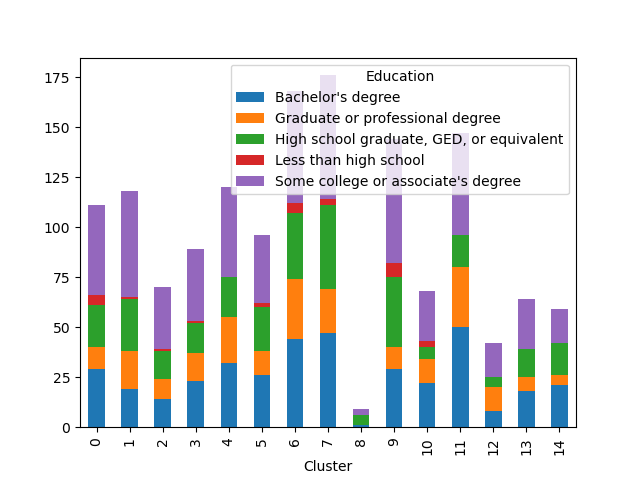 Education
Bachelor's degree
Graduate or professional degree
High school graduate, GED, or equivalent
Less than high school
Some college or associate's degree
175
150
125
100
75
50
25
0
0 1 2 3 4 5 6 7 8 9 10 11 12 13 14
Cluster